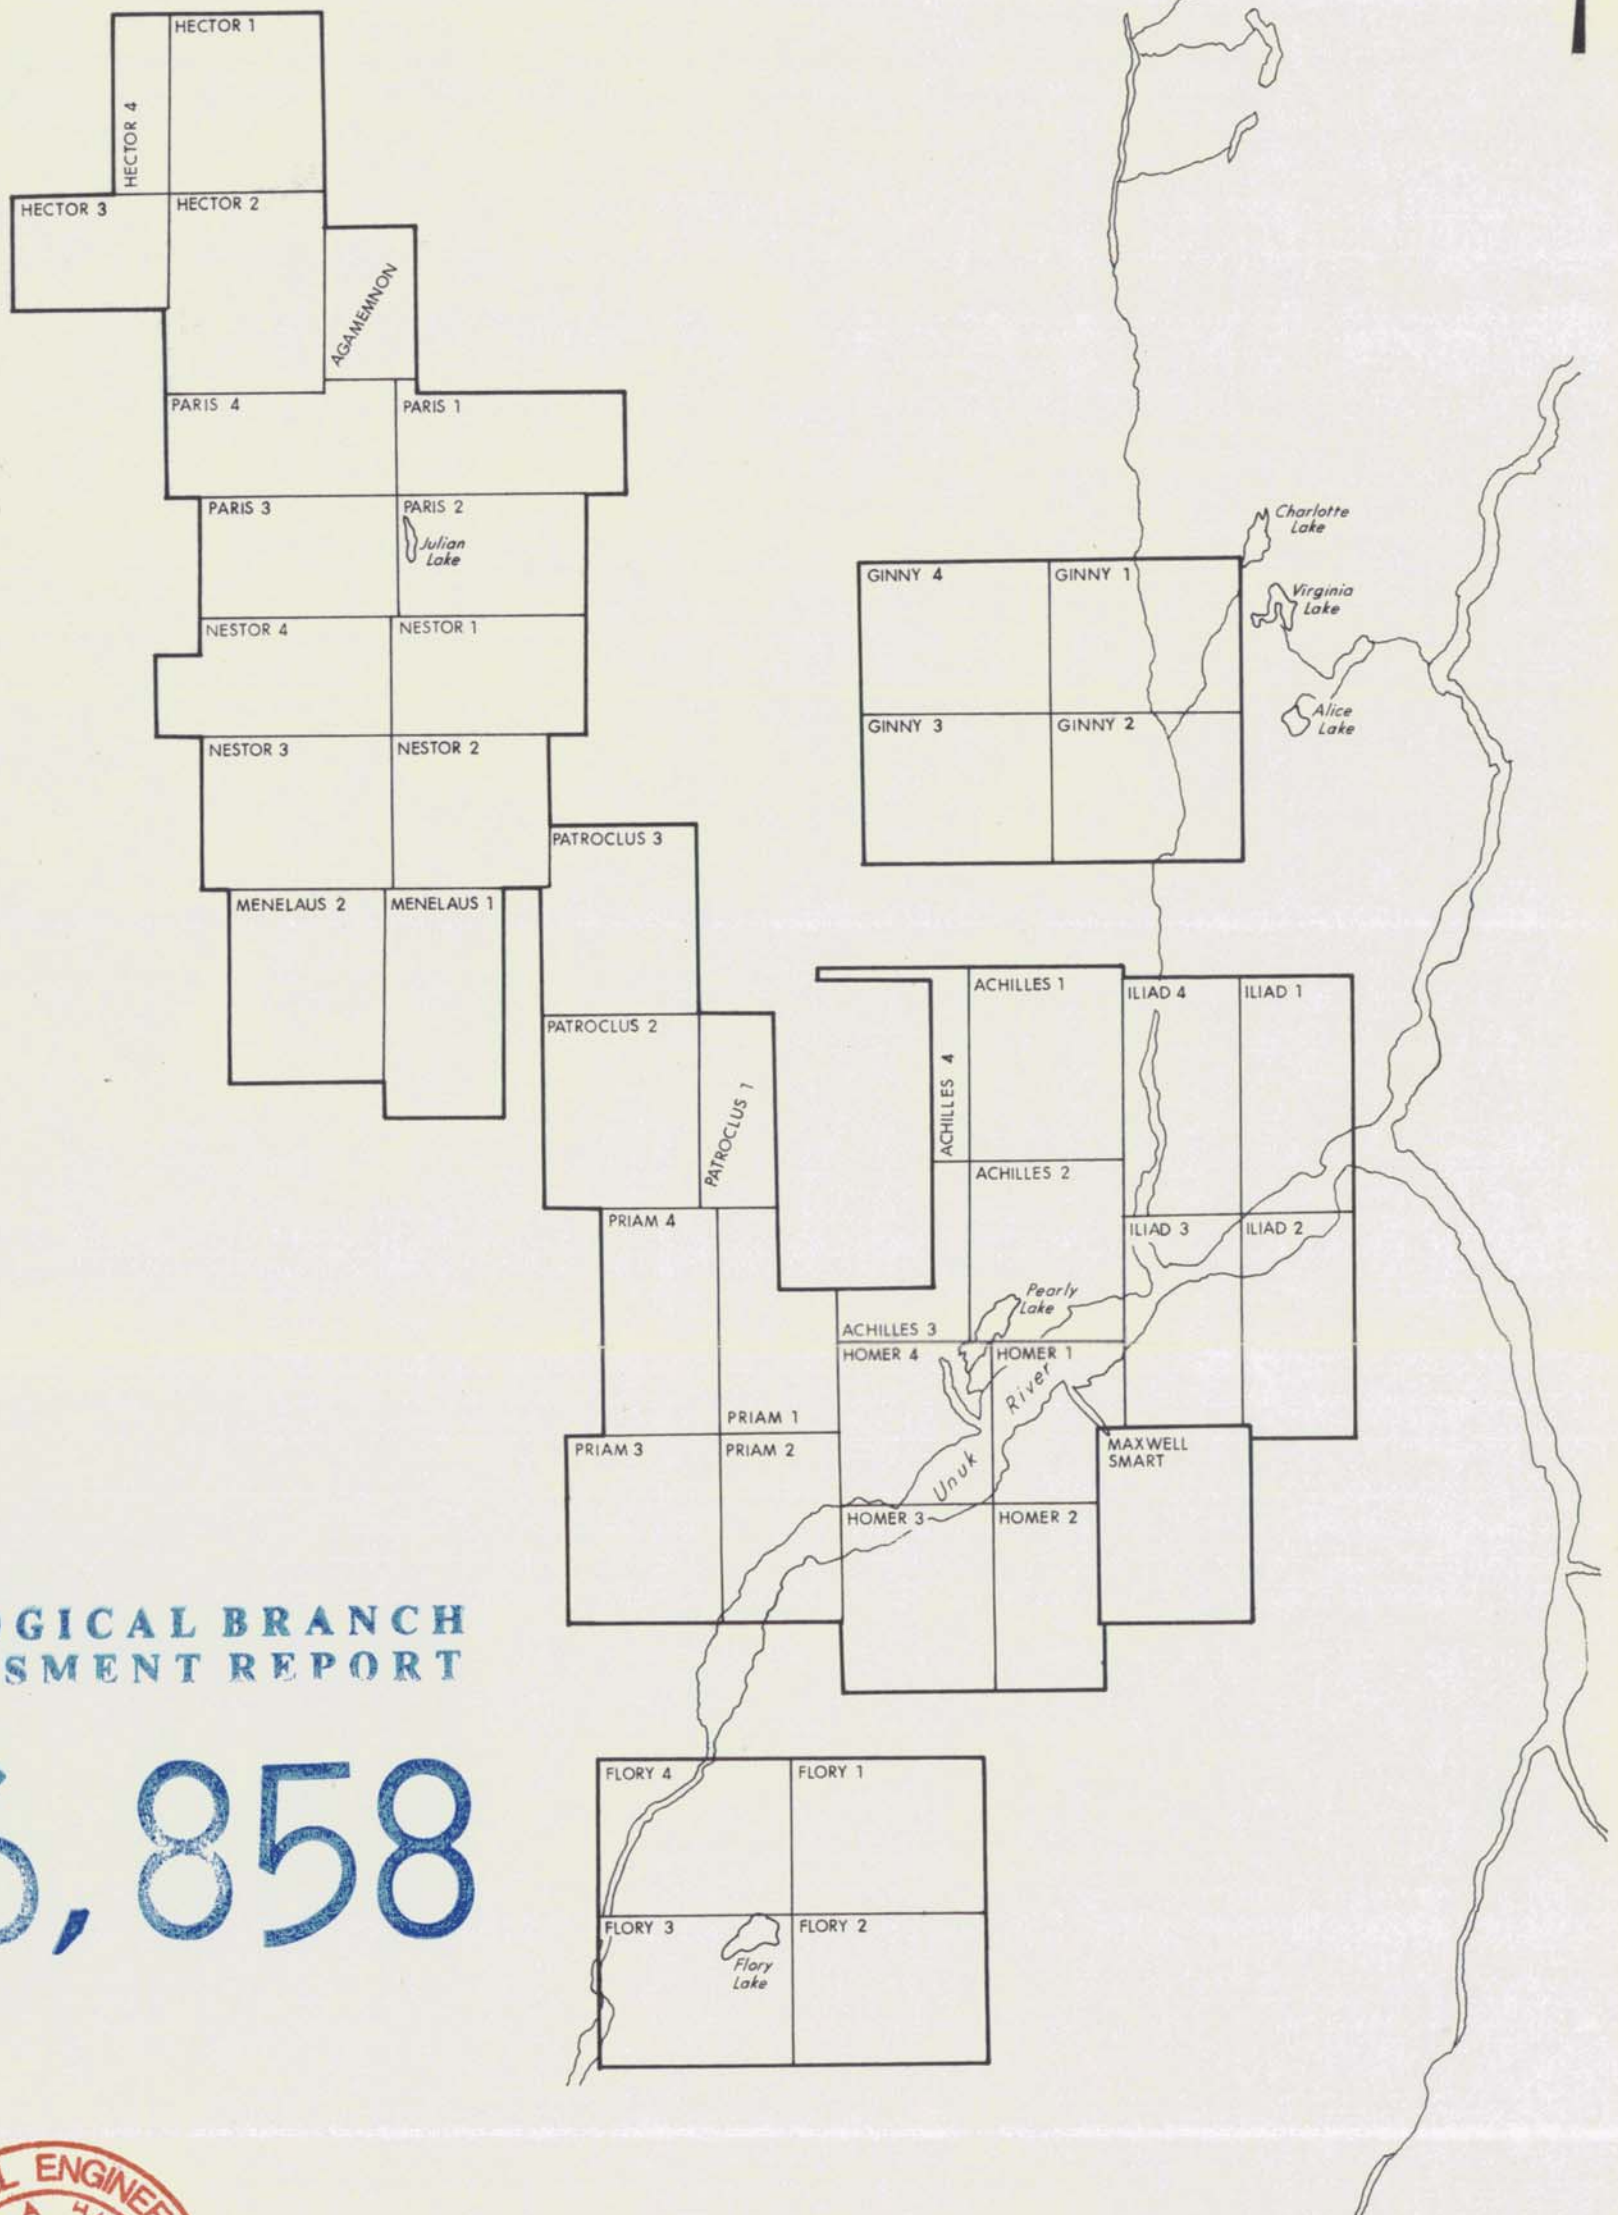 HECTOR 1
HECTOR 4
HECTOR 3
HECTOR 2
AGAMEMNON
PARIS 4
PARIS 1
PARIS 3
PARIS 2
Julian
Lake
NESTOR 4
NESTOR 1
NESTOR 3
NESTOR 2
MENELAUS 2
MENELAUS 1
PATROCLUS 3
PATROCLUS 2
PATROCLUS 1
Charlotte
Lake
GINNY 4
GINNY 1
Virginia
Lake
GINNY 3
GINNY 2
Alice
Lake
ACHILLES 1
ILIAD 4
ILIAD 1
ACHILLES 4
ACHILLES 2
ILIAD 3
ILIAD 2
PRIAM 4
Pearly
Lake
ACHILLES 3
HOMER 4
HOMER 1
Unuk River
PRIAM 1
PRIAM 3
PRIAM 2
MAXWELL
SMART
HOMER 3
HOMER 2
GICAL BRANCH
SMENT REPORT
,858
FLORY 4
FLORY 1
FLORY 3
FLORY 2
Flory
Lake